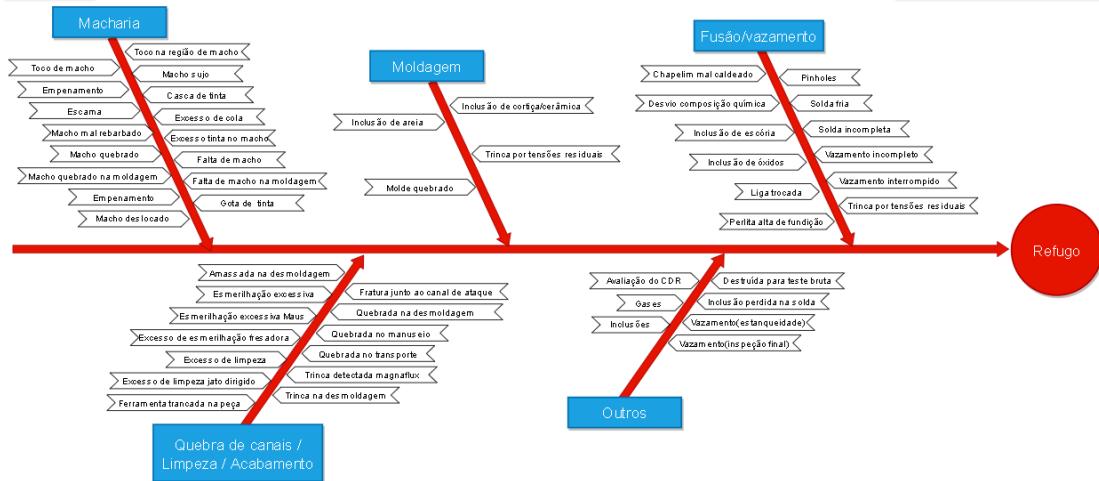 Macharia
Toco na região de macho
Toco de macho
Macho sujo
Empenamento
Casca de tinta
Escama
Excesso de cola
Macho mal rebarbado
Excesso tinta no macho
Macho quebrado
Falta de macho
Macho quebrado na moldagem
Falta de macho na moldagem
Empenamento
Gota de tinta
Macho deslocado
Moldagem
Inclusão de cortiça/cerâmica
Inclusão de areia
Trinca por tensões residuais
Molde quebrado
Fusão/vazamento
Chapelim mal caldeado
Pinholes
Desvio composição química
Solda fria
Inclusão de escória
Solda incompleta
Inclusão de óxidos
Vazamento incompleto
Liga trocada
Vazamento interrompido
Trinca por tensões residuais
Perlita alta de fundição
Refugo
Amassada na desmoldagem
Esmerilhação excessiva
Fratura junto ao canal de ataque
Esmerilhação excessiva Maus
Quebrada na desmoldagem
Excesso de esmerilhação fresadora
Quebrada no manuseio
Excesso de limpeza
Quebrada no transporte
Excesso de limpeza jato dirigido
Trinca detectada magnaflux
Ferramenta trancada na peça
Trinca na desmoldagem
Quebra de canais /
Limpeza / Acabamento
Avaliação do CDR
Destruída para teste bruta
Gases
Inclusão perdida na solda
Inclusões
Vazamento(estanqueidade)
Vazamento(inspeção final)
Outros